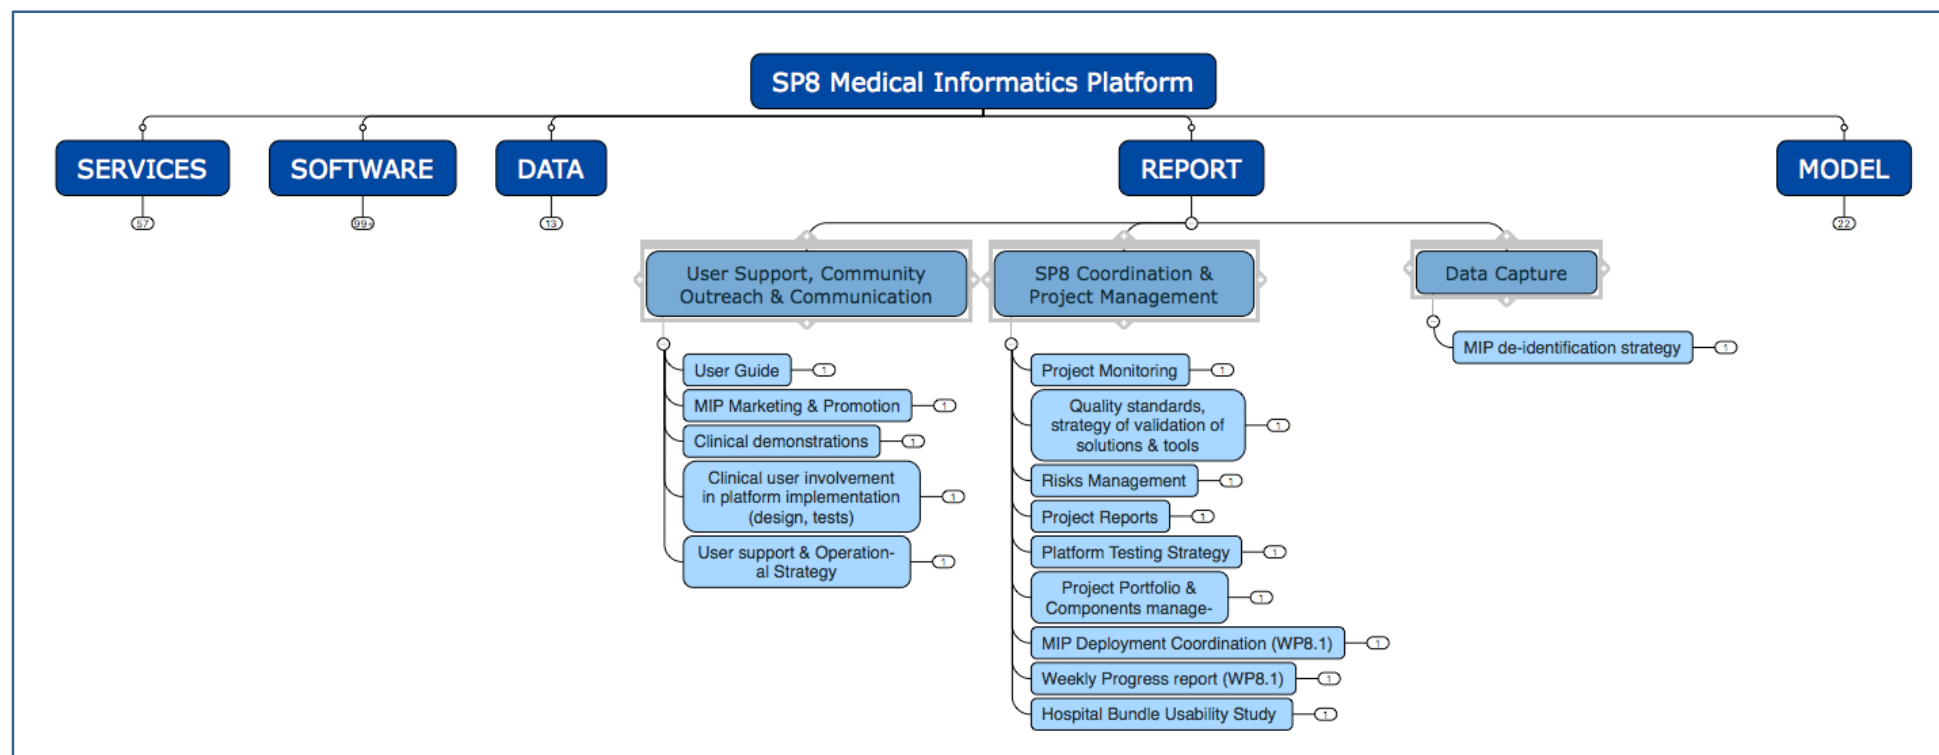 SP8 Medical Informatics Platform
SERVICES
SOFTWARE
DATA
REPORT
MODEL
57
99+
13
22
User Support, Community
Outreach & Communication
SP8 Coordination &
Project Management
Data Capture
User Guide
1
MIP Marketing & Promotion
1
Clinical demonstrations
1
Clinical user involvement
in platform implementation
(design, tests)
1
User support & Operation-
al Strategy
1
Project Monitoring
1
Quality standards,
strategy of validation of
solutions & tools
1
Risks Management
1
Project Reports
1
Platform Testing Strategy
1
Project Portfolio &
Components manage-
1
MIP Deployment Coordination (WP8.1)
1
Weekly Progress report (WP8.1)
1
Hospital Bundle Usability Study
1
MIP de-identification strategy
1